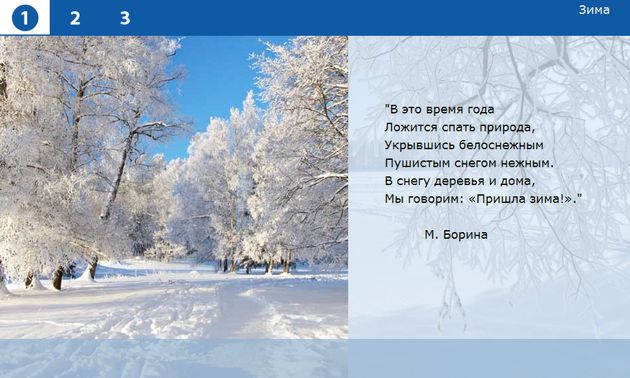 1 2 3
Зима
"В это время года
Ложится спать природа,
Укрывшись белоснежным
Пушистым снегом нежным.
В снегу деревья и дома,
Мы говорим: «Пришла зима!»."
М. Борина